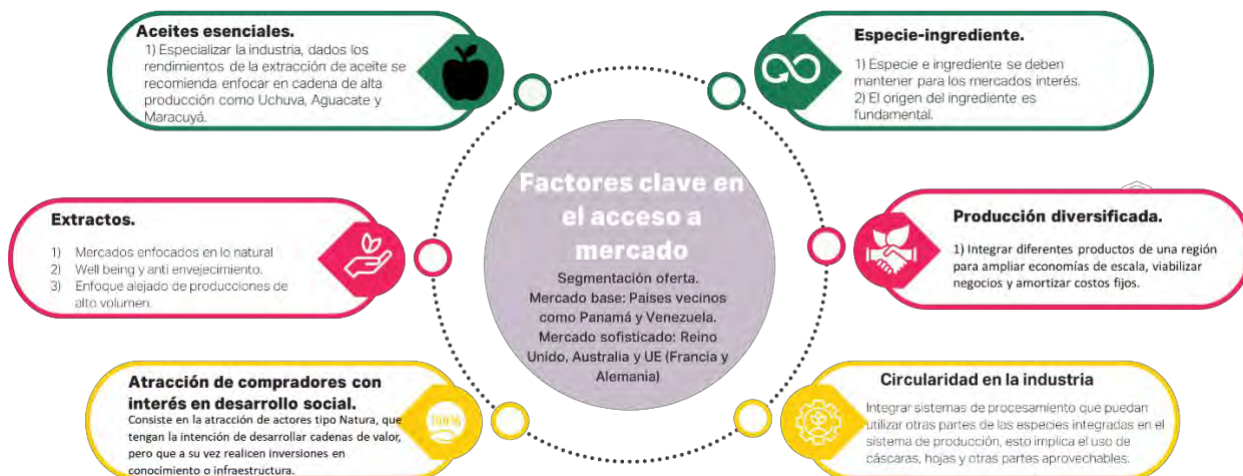 Aceites esenciales.
1) Especializar la industria, dados los
rendimientos de la extracción de aceite se
recomienda enfocar en cadena de alta
producción como Uchuva, Aguacate y
Maracuyá.
Especie-ingrediente.
1) Especie e ingrediente se deben
mantener para los mercados interés.
2) El origen del ingrediente es
fundamental.
Factores clave en
el acceso a
mercado
Segmentación oferta.
Mercado base: Países vecinos
como Panamá y Venezuela.
Mercado sofisticado: Reino
Unido, Australia y UE (Francia y
Alemania)
Extractos.
1) Mercados enfocados en lo natural
2) Well being y anti envejecimiento.
3) Enfoque alejado de producciones de
alto volumen.
Producción diversificada.
1) Integrar diferentes productos de una región
para ampliar economías de escala, viabilizar
negocios y amortizar costos fijos.
Atracción de compradores con
interés en desarrollo social.
Consiste en la atracción de actores tipo Natura, que
tengan la intención de desarrollar cadenas de valor,
pero que a su vez realicen inversiones en
conocimiento o infraestructura.
100%
Circularidad en la industria
Integrar sistemas de procesamiento que puedan
utilizar otras partes de las especies integradas en el
sistema de producción, esto implica el uso de
cáscaras, hojas y otras partes aprovechables.